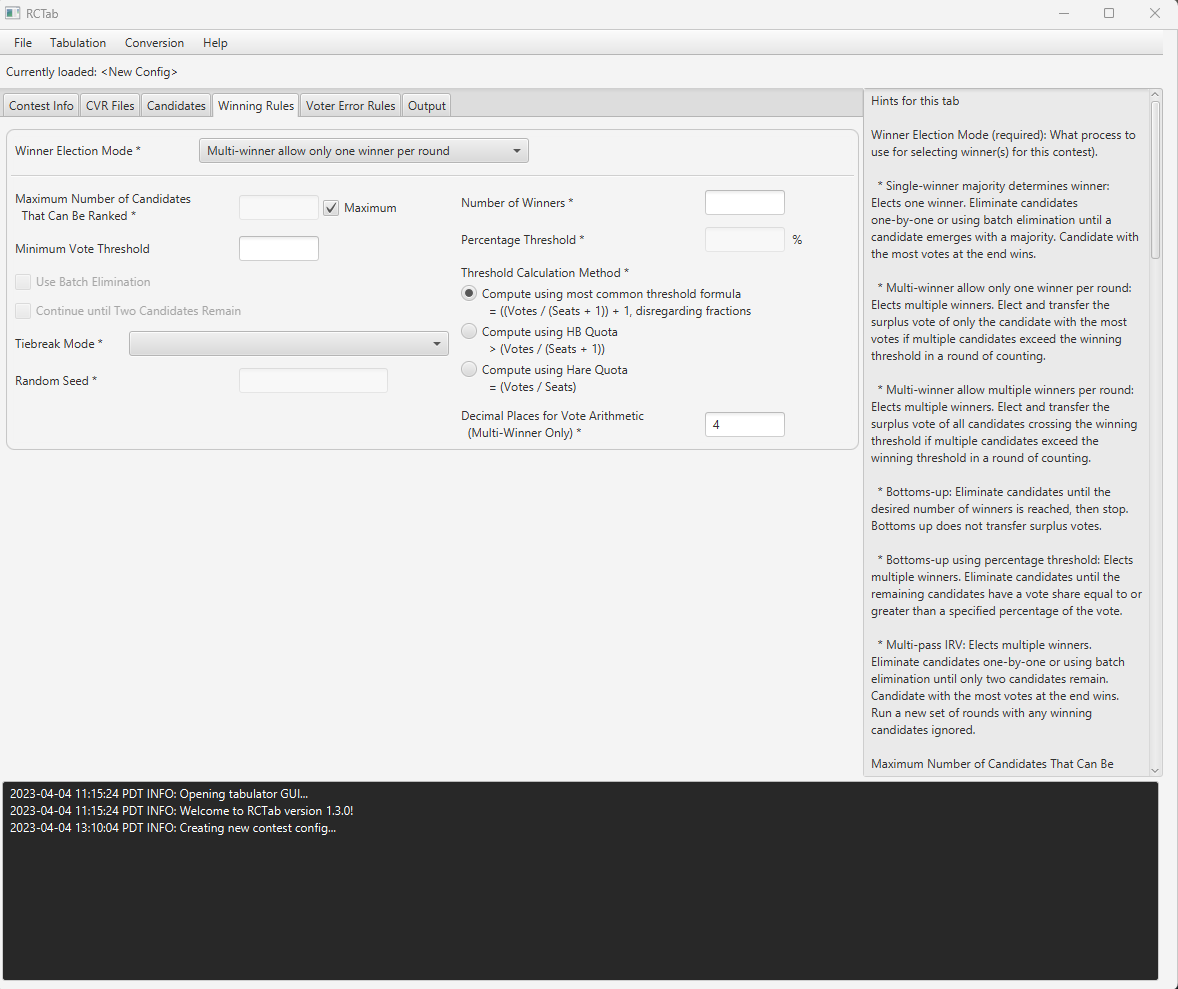 RCTab
File Tabulation Conversion Help
Currently loaded: <New Config>
Contest Info CVR Files Candidates Winning Rules Voter Error Rules Output
Winner Election Mode * Multi-winner allow only one winner per round
Maximum Number of Candidates
That Can Be Ranked * Maximum
Minimum Vote Threshold
Use Batch Elimination
Continue until Two Candidates Remain
Tiebreak Mode *
Random Seed *
Number of Winners *
Percentage Threshold * %
Threshold Calculation Method *
Compute using most common threshold formula
= ((Votes / (Seats + 1)) + 1, disregarding fractions
Compute using HB Quota
> (Votes / (Seats + 1))
Compute using Hare Quota
= (Votes / Seats)
Decimal Places for Vote Arithmetic
(Multi-Winner Only) * 4
Hints for this tab
Winner Election Mode (required): What process to
use for selecting winner(s) for this contest).
* Single-winner majority determines winner:
Elects one winner. Eliminate candidates
one-by-one or using batch elimination until a
candidate emerges with a majority. Candidate with
the most votes at the end wins.
* Multi-winner allow only one winner per round:
Elects multiple winners. Elect and transfer the
surplus vote of only the candidate with the most
votes if multiple candidates exceed the winning
threshold in a round of counting.
* Multi-winner allow multiple winners per round:
Elects multiple winners. Elect and transfer the
surplus vote of all candidates crossing the winning
threshold if multiple candidates exceed the
winning threshold in a round of counting.
* Bottoms-up: Eliminate candidates until the
desired number of winners is reached, then stop.
Bottoms up does not transfer surplus votes.
* Bottoms-up using percentage threshold: Elects
multiple winners. Eliminate candidates until the
remaining candidates have a vote share equal to or
greater than a specified percentage of the vote.
* Multi-pass IRV: Elects multiple winners.
Eliminate candidates one-by-one or using batch
elimination until only two candidates remain.
Candidate with the most votes at the end wins.
Run a new set of rounds with any winning
candidates ignored.
Maximum Number of Candidates That Can Be
2023-04-04 11:15:24 PDT INFO: Opening tabulator GUI...
2023-04-04 11:15:24 PDT INFO: Welcome to RCTab version 1.3.0!
2023-04-04 13:10:04 PDT INFO: Creating new contest config...